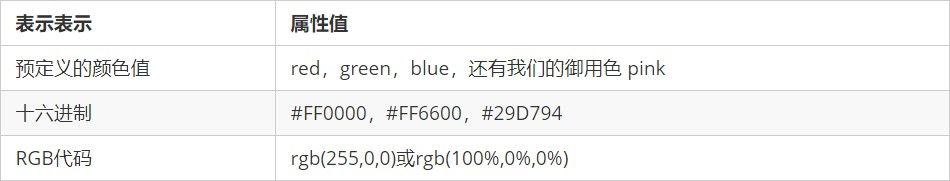 表示表示 属性值
预定义的颜色值 red，green，blue，还有我们的御用色 pink
十六进制 #FF0000，#FF6600，#29D794
RGB代码 rgb(255,0,0)或rgb(100%,0%,0%)